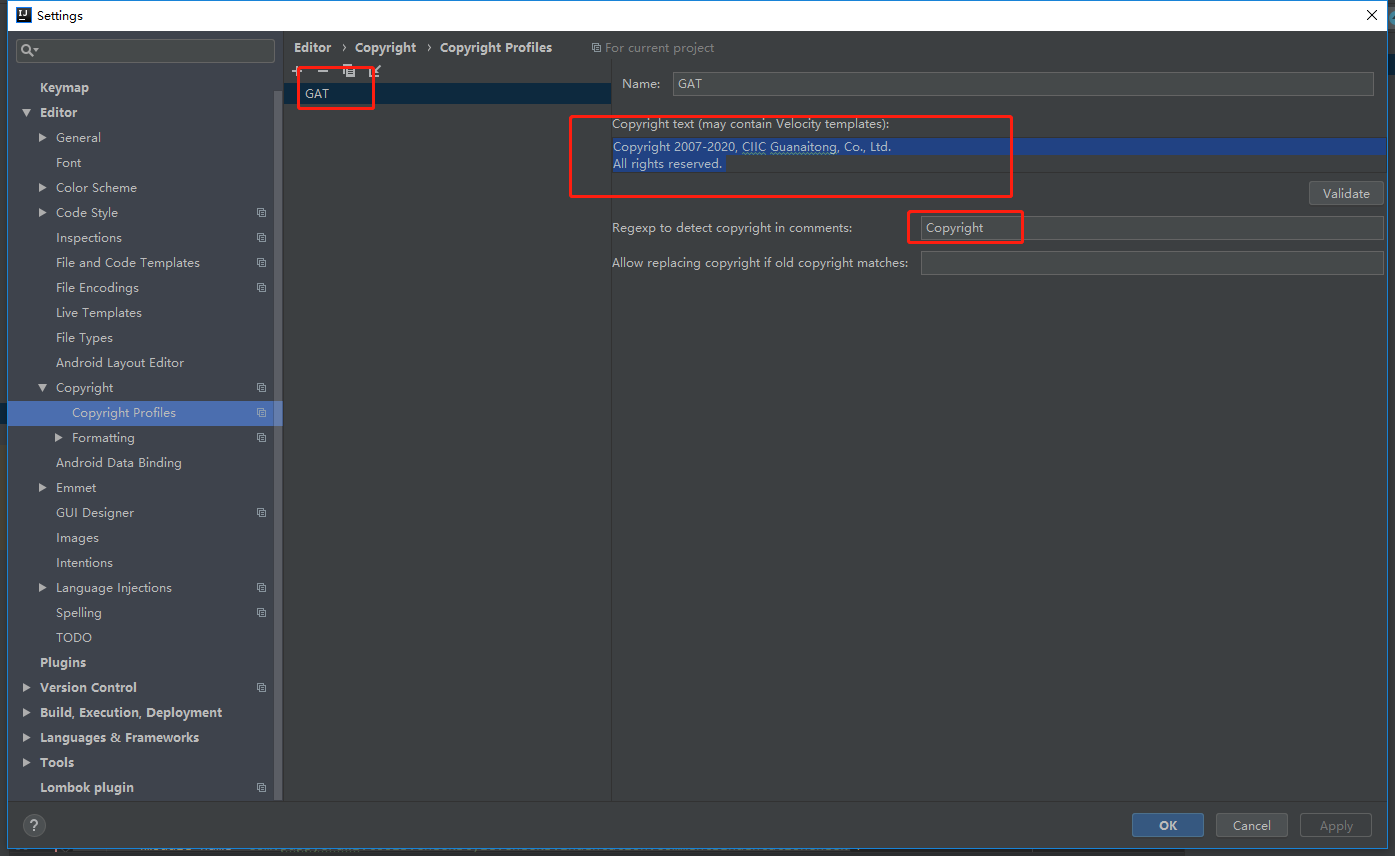 Settings
Editor › Copyright › Copyright Profiles For current project
Keymap
Editor
General
Font
Color Scheme
Code Style
Inspections
File and Code Templates
File Encodings
Live Templates
File Types
Android Layout Editor
Copyright
Copyright Profiles
Formatting
Android Data Binding
Emmet
GUI Designer
Images
Intentions
Language Injections
Spelling
TODO
Plugins
Version Control
Build, Execution, Deployment
Languages & Frameworks
Tools
Lombok plugin
GAT
Name: GAT
Copyright text (may contain Velocity templates):
Copyright 2007-2020, CIIC Guanaitong, Co., Ltd.
All rights reserved.
Validate
Regexp to detect copyright in comments: Copyright
Allow replacing copyright if old copyright matches:
?
OK Cancel Apply